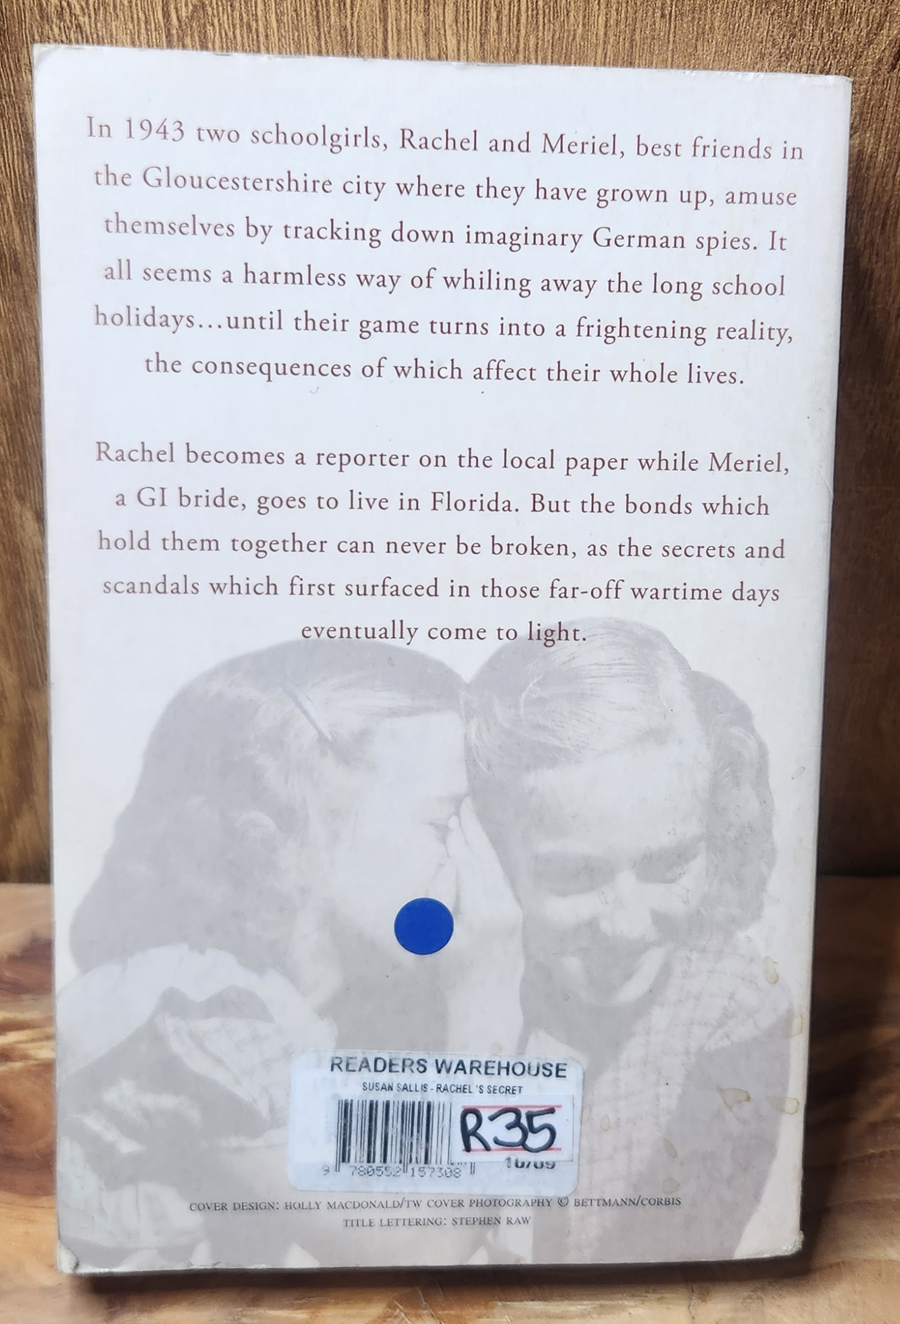 In 1943 two schoolgirls, Rachel and Meriel, best friends in
the Gloucestershire city where they have grown up, amuse
themselves by tracking down imaginary German spies. It
all seems a harmless way of whiling away the long school
holidays...until their game turns into a frightening reality,
the consequences of which affect their whole lives.
Rachel becomes a reporter on the local paper while Meriel,
a GI bride, goes to live in Florida. But the bonds which
hold them together can never be broken, as the secrets and
scandals which first surfaced in those far-off wartime days
eventually come to light.
READERS WAREHOUSE
SUSAN SALLIS - RACHEL'S SECRET
R35
9 780552 157308
COVER DESIGN: HOLLY MACDONALD/TW COVER PHOTOGRAPHY © BETTMANN/CORBIS
TITLE LETTERING: STEPHEN RAW